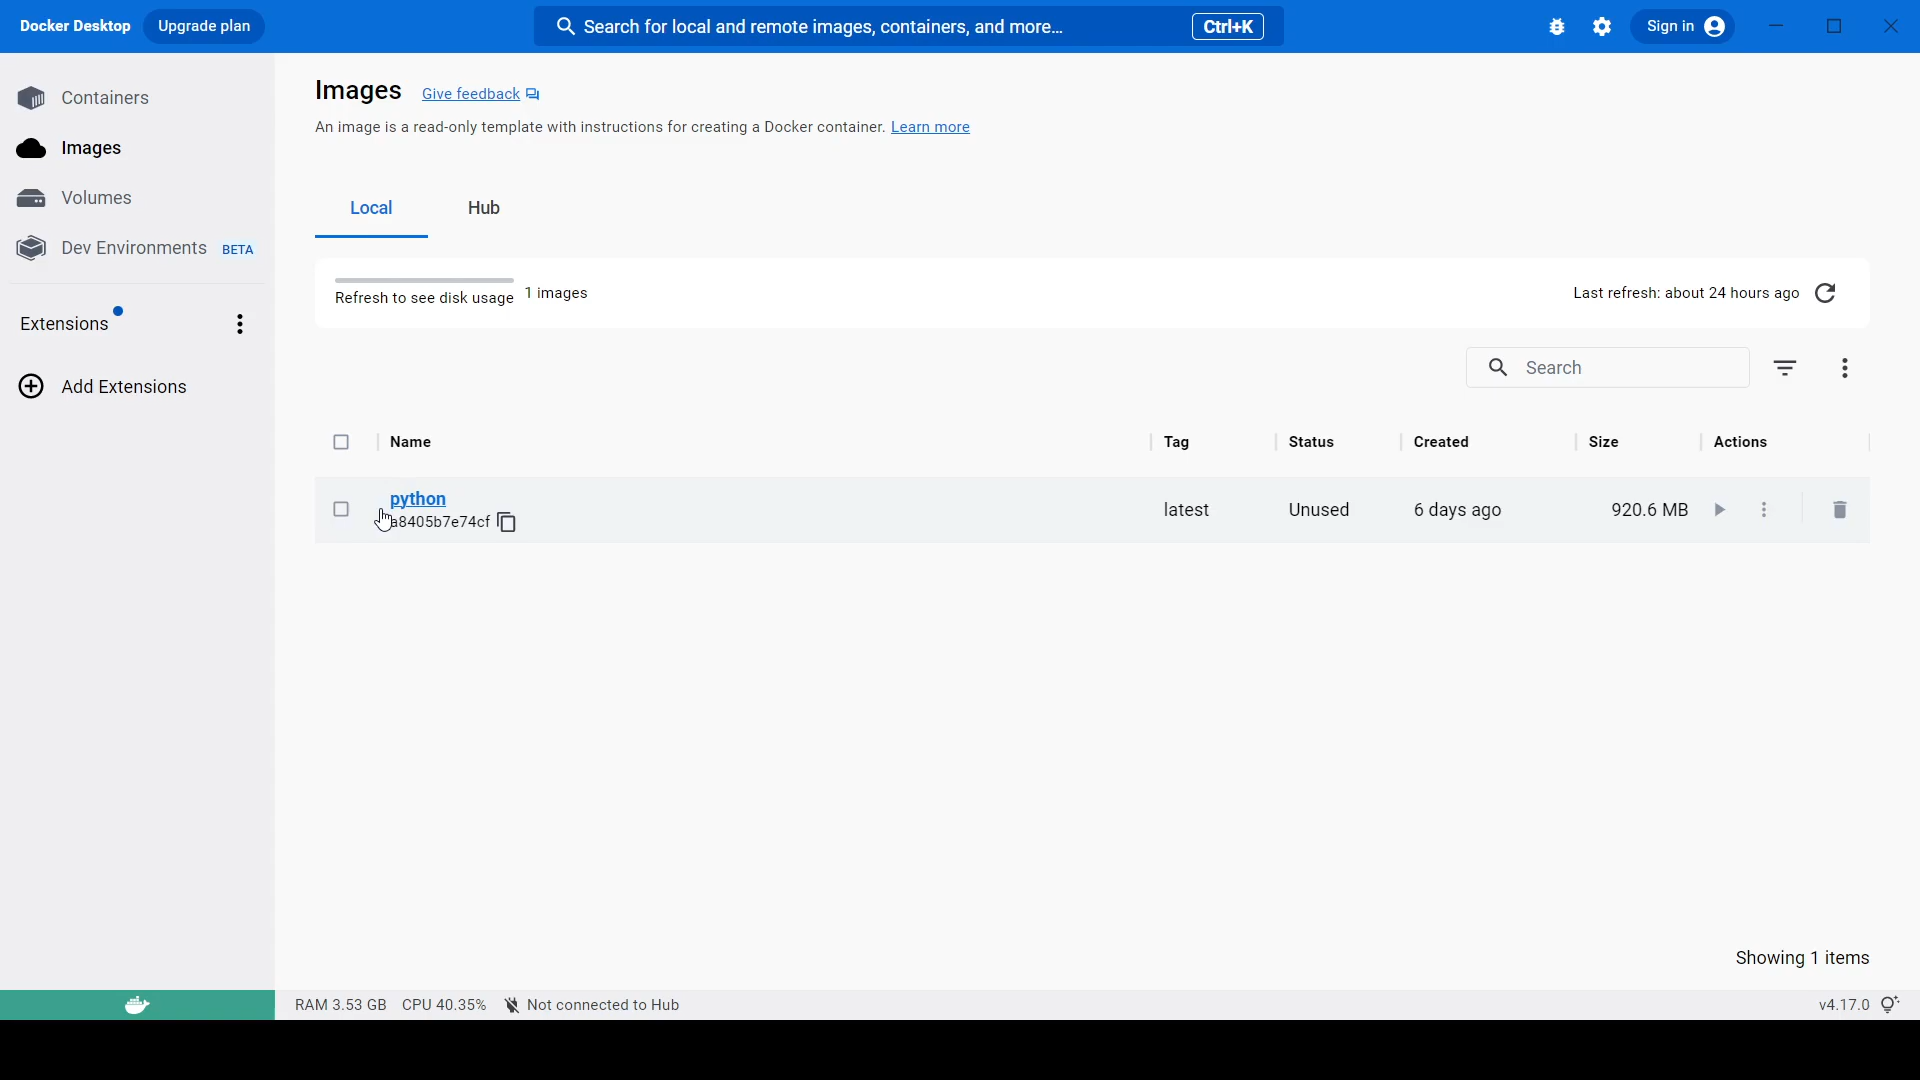 Docker Desktop Upgrade plan Search for local and remote images, containers, and more... Ctrl+K Sign in
Containers
Images
Volumes
Dev Environments BETA
Extensions
Add Extensions
Images Give feedback
An image is a read-only template with instructions for creating a Docker container. Learn more
Local Hub
Refresh to see disk usage 1 images Last refresh: about 24 hours ago
Search
Name Tag Status Created Size Actions
python
a8405b7e74cf
latest Unused 6 days ago 920.6 MB
Showing 1 items
RAM 3.53 GB CPU 40.35% Not connected to Hub v4.17.0